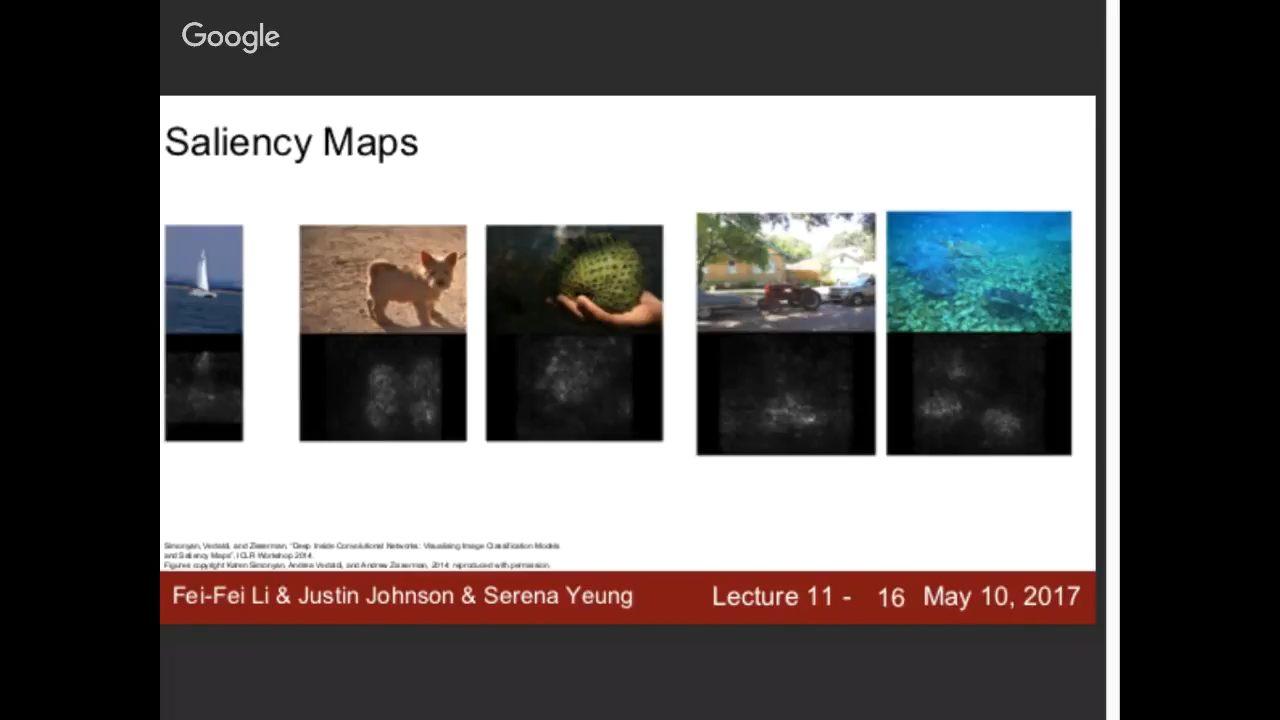 Google
Saliency Maps
Simonyan, Vedaldi, and Zisserman, "Deep Inside Convolutional Networks: Visualising Image Classification Models
and Saliency Maps", ICLR Workshop 2014.
Figures copyright Karen Simonyan, Andrea Vedaldi, and Andrew Zisserman, 2014; reproduced with permission.
Fei-Fei Li & Justin Johnson & Serena Yeung
Lecture 11 - 16 May 10, 2017